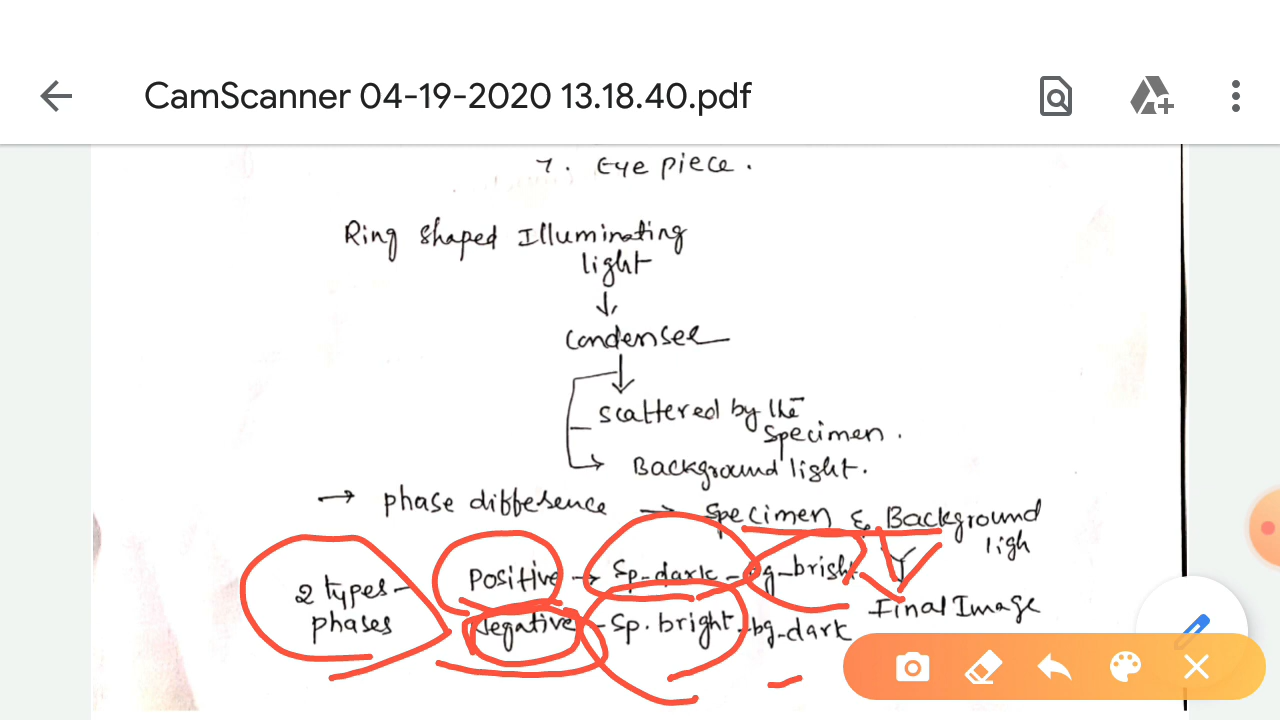 CamScanner 04-19-2020 13.18.40.pdf
7. Eye piece.
Ring shaped Illuminating
light
↓
Condenser
↓
scattered by the
specimen.
Background light.
→ phase difference → specimen & Background
ligh
2 types - Positive → Sp-dark - bg-bright
Final Image
phases Negative - Sp. bright - bg-dark